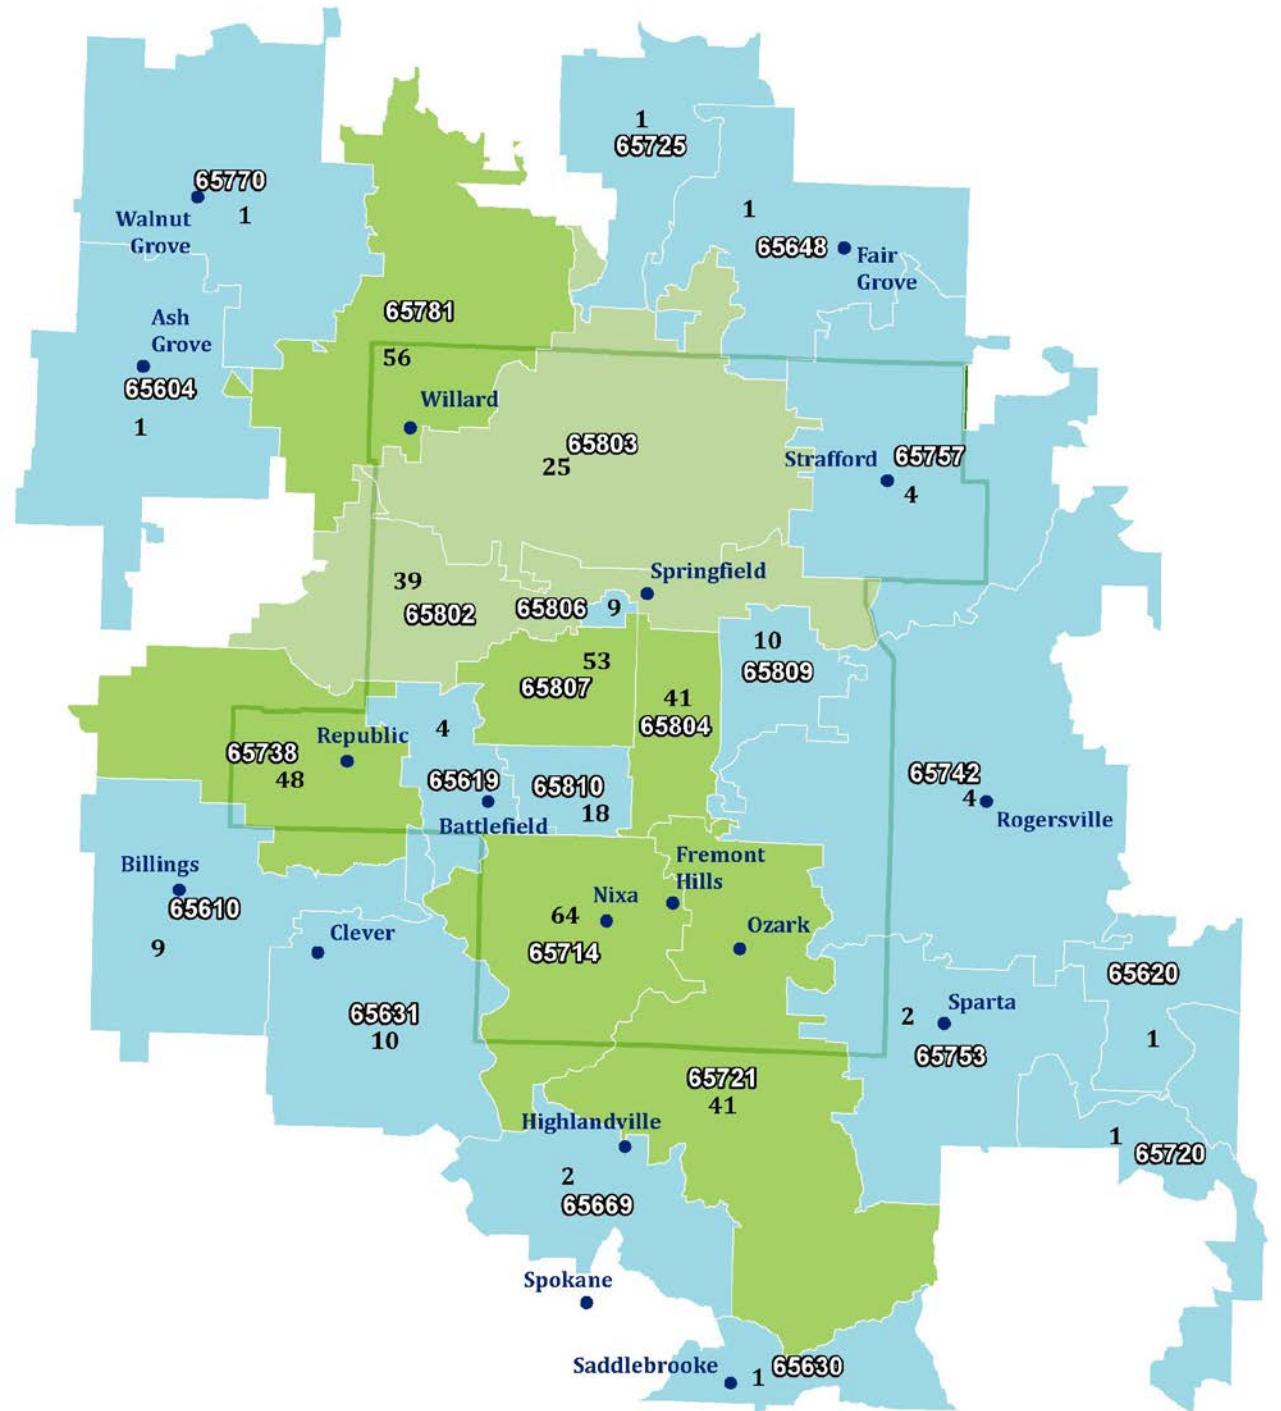 1
65725
65770
1
Walnut
Grove
1
65648
Fair
Grove
Ash
Grove
65604
1
65781
56
Willard
65803
25
Strafford
65757
4
Springfield
39
65802
65806
9
53
65807
10
65809
41
65804
4
Republic
65738
48
65619
Battlefield
65810
18
65742
4
Rogersville
Billings
65610
9
Fremont
Hills
Nixa
64
65714
Ozark
Clever
65631
10
65620
1
Sparta
2
65753
65721
41
Highlandville
2
65669
1
65720
Spokane
Saddlebrooke
1
65630